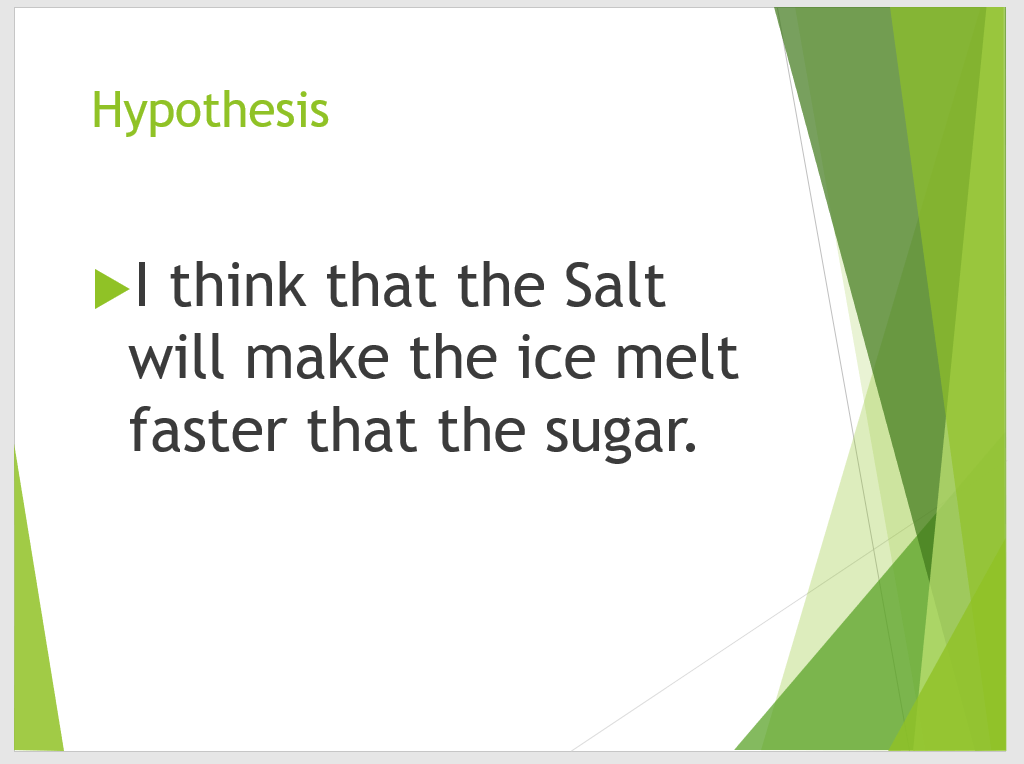 Hypothesis
I think that the Salt
will make the ice melt
faster that the sugar.